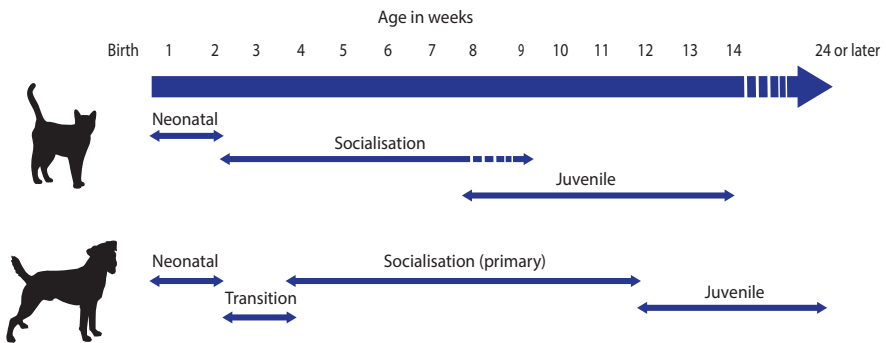 Age in weeks
Birth 1 2 3 4 5 6 7 8 9 10 11 12 13 14 24 or later
Neonatal
Socialisation
Juvenile
Neonatal
Socialisation (primary)
Transition
Juvenile